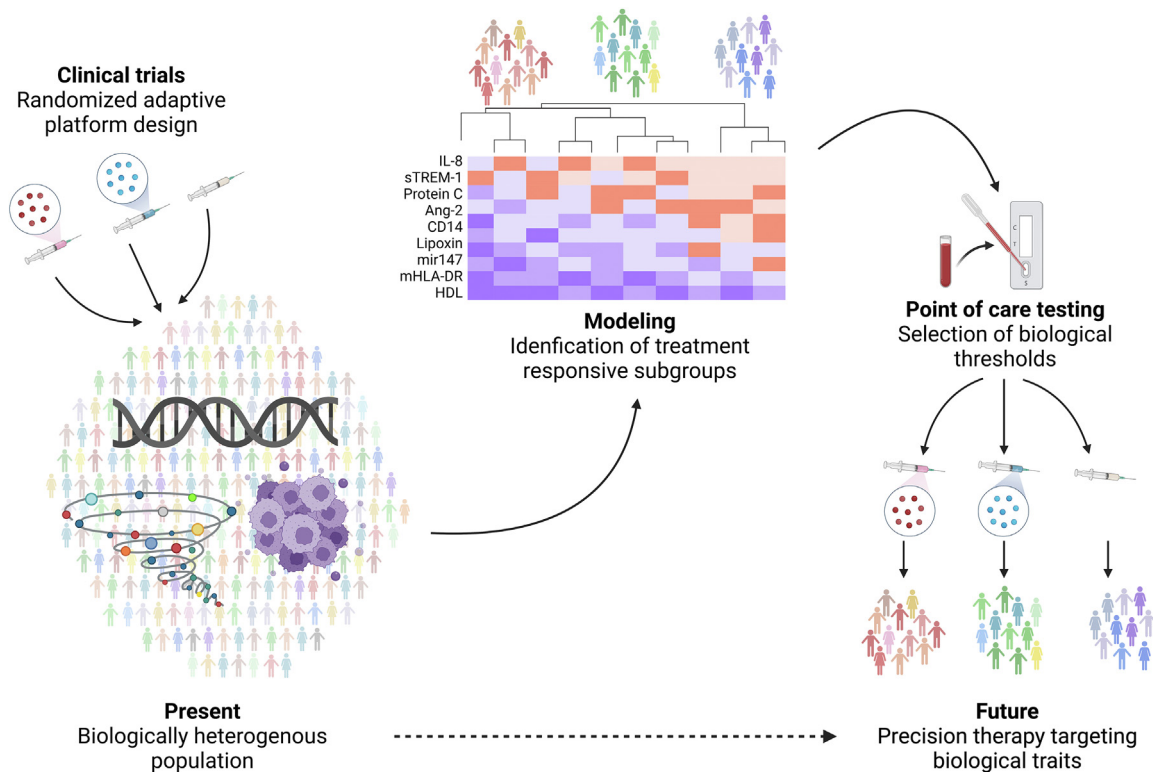 Clinical trials
Randomized adaptive
platform design
IL-8
sTREM-1
Protein C
Ang-2
CD14
Lipoxin
mir147
mHLA-DR
HDL
Modeling
Idenfication of treatment
responsive subgroups
C
T
S
Point of care testing
Selection of biological
thresholds
Present
Biologically heterogenous
population
Future
Precision therapy targeting
biological traits